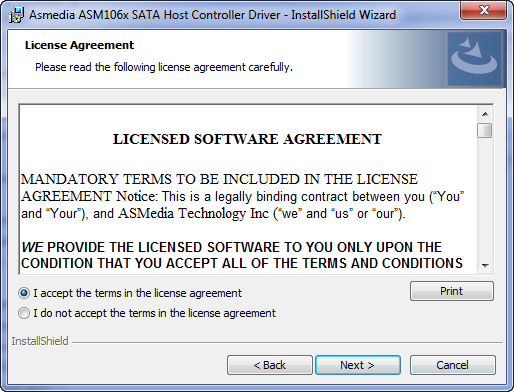 Asmedia ASM106x SATA Host Controller Driver - InstallShield Wizard
License Agreement
Please read the following license agreement carefully.
LICENSED SOFTWARE AGREEMENT
MANDATORY TERMS TO BE INCLUDED IN THE LICENSE
AGREEMENT Notice: This is a legally binding contract between you (“You”
and “Your”), and ASMedia Technology Inc (“we” and “us” or “our”).
WE PROVIDE THE LICENSED SOFTWARE TO YOU ONLY UPON THE
CONDITION THAT YOU ACCEPT ALL OF THE TERMS AND CONDITIONS
I accept the terms in the license agreement
Print
I do not accept the terms in the license agreement
InstallShield
< Back
Next >
Cancel